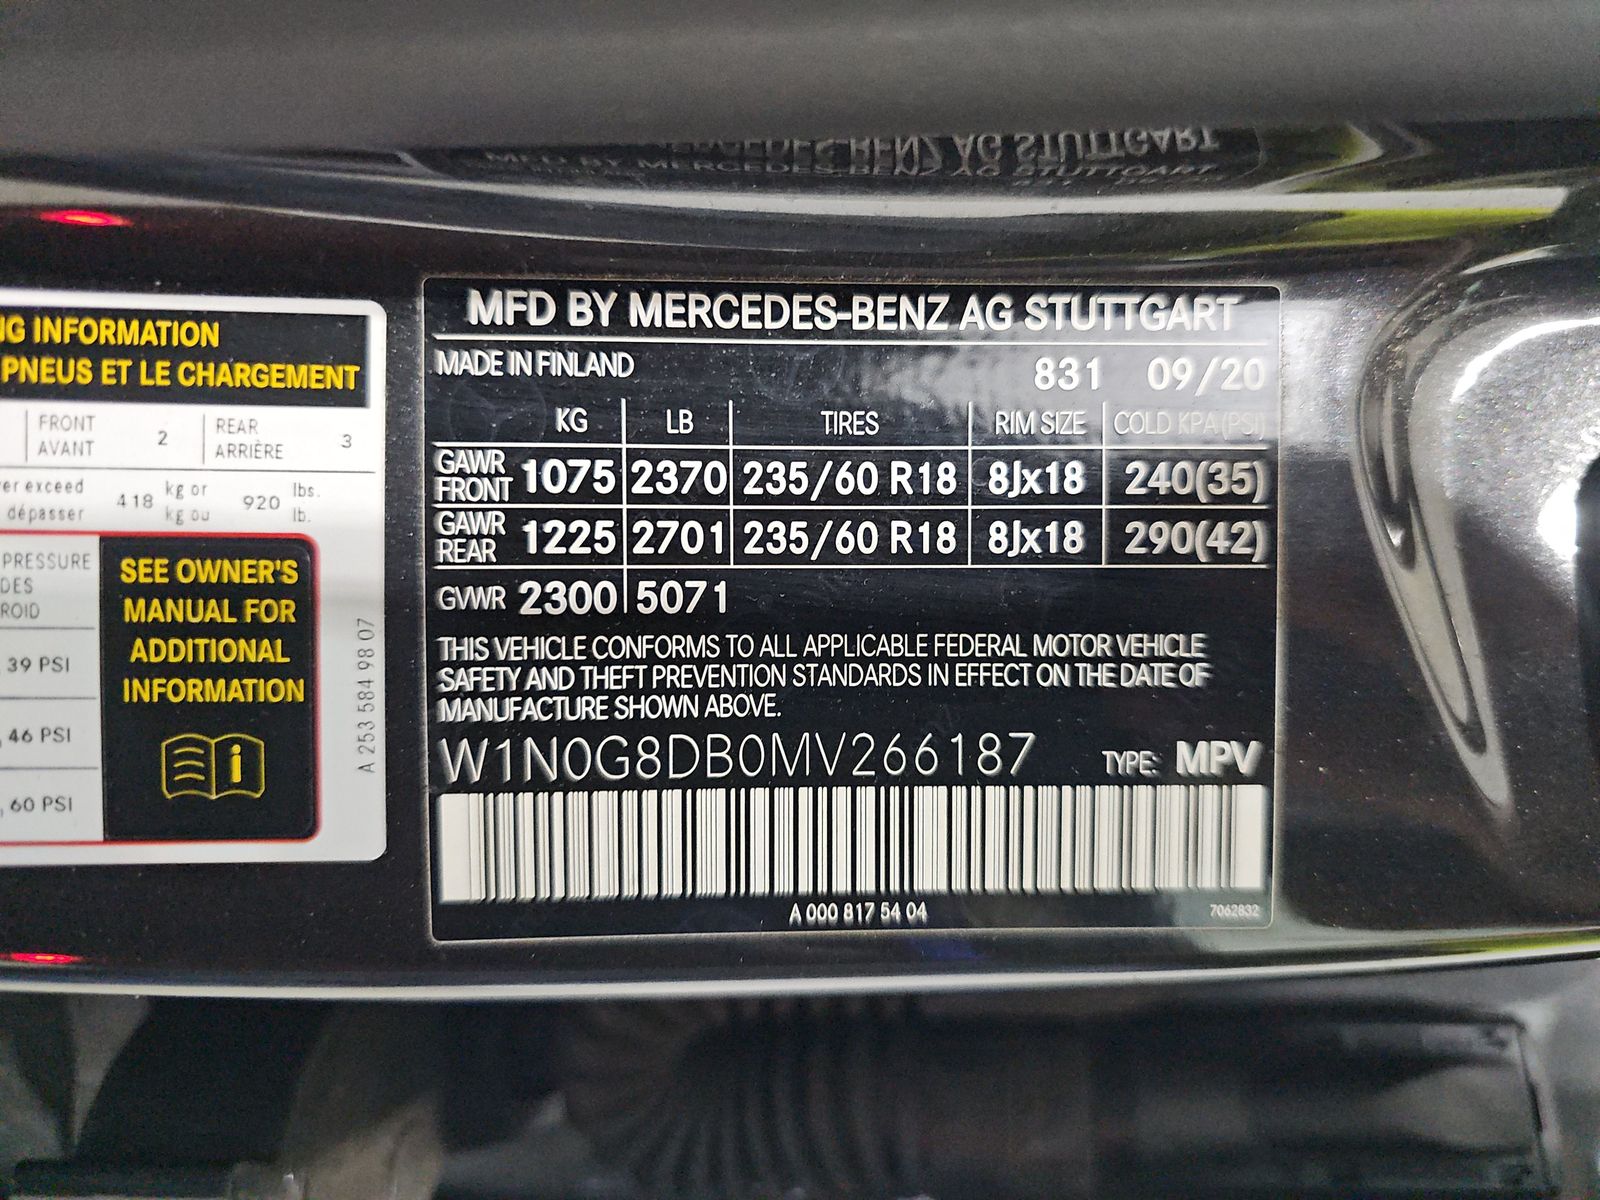 NG INFORMATION
PNEUS ET LE CHARGEMENT
FRONT
AVANT
2
REAR
ARRIÈRE
3
er exceed
dépasser
418
kg or
kg ou
920
lbs.
lb.
PRESSURE
DES
ROID
39 PSI
46 PSI
60 PSI
SEE OWNER'S
MANUAL FOR
ADDITIONAL
INFORMATION
A 253 584 98 07
MFD BY MERCEDES-BENZ AG STUTTGART
MADE IN FINLAND 831 09/20
KG LB TIRES RIM SIZE COLD KPA(PSI)
GAWR FRONT 1075 2370 235/60 R18 8Jx18 240(35)
GAWR REAR 1225 2701 235/60 R18 8Jx18 290(42)
GVWR 2300 5071
THIS VEHICLE CONFORMS TO ALL APPLICABLE FEDERAL MOTOR VEHICLE
SAFETY AND THEFT PREVENTION STANDARDS IN EFFECT ON THE DATE OF
MANUFACTURE SHOWN ABOVE.
W1N0G8DB0MV266187 TYPE: MPV
A 000 817 54 04 7062832